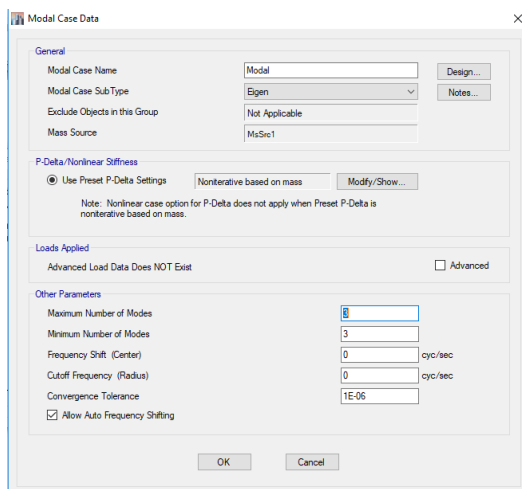 Modal Case Data
General
Modal Case Name Modal Design...
Modal Case SubType Eigen Notes...
Exclude Objects in this Group Not Applicable
Mass Source MsSrc1
P-Delta/Nonlinear Stiffness
Use Preset P-Delta Settings Noniterative based on mass Modify/Show...
Note: Nonlinear case option for P-Delta does not apply when Preset P-Delta is
noniterative based on mass.
Loads Applied
Advanced Load Data Does NOT Exist Advanced
Other Parameters
Maximum Number of Modes 3
Minimum Number of Modes 3
Frequency Shift (Center) 0 cyc/sec
Cutoff Frequency (Radius) 0 cyc/sec
Convergence Tolerance 1E-06
Allow Auto Frequency Shifting
OK Cancel